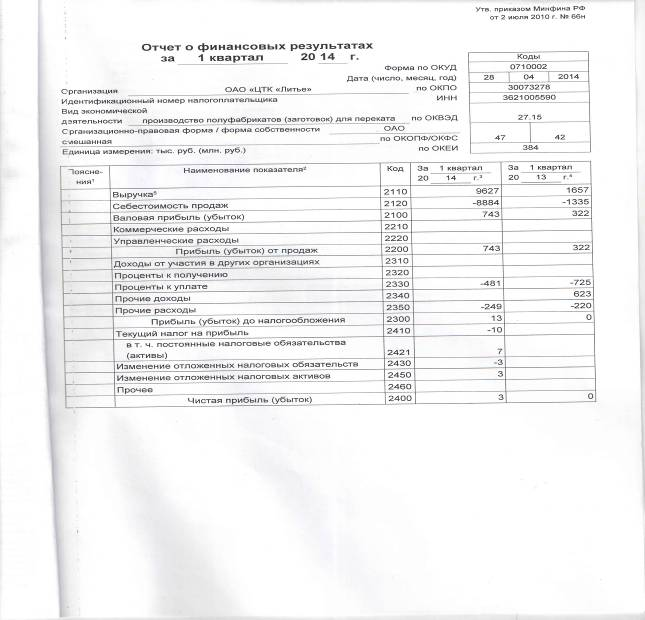 Утв. приказом Минфина РФ
от 2 июля 2010 г. № 66н
Отчет о финансовых результатах
за 1 квартал 20 14 г.
Коды
Форма по ОКУД 0710002
Дата (число, месяц, год) 28 04 2014
Организация ОАО «ЦТК «Литье» по ОКПО 30073278
Идентификационный номер налогоплательщика ИНН 3621005590
Вид экономической
деятельности производство полуфабрикатов (заготовок) для переката по ОКВЭД 27.15
Организационно-правовая форма / форма собственности ОАО
смешанная по ОКОПФ/ОКФС 47 42
Единица измерения: тыс. руб. (млн. руб.) по ОКЕИ 384
Поясне- Наименование показателя² Код За 1 квартал За 1 квартал
ния¹ 20 14 г.³ 20 13 г.⁴
Выручка⁵ 2110 9627 1657
Себестоимость продаж 2120 -8884 -1335
Валовая прибыль (убыток) 2100 743 322
Коммерческие расходы 2210
Управленческие расходы 2220
Прибыль (убыток) от продаж 2200 743 322
Доходы от участия в других организациях 2310
Проценты к получению 2320
Проценты к уплате 2330 -481 -725
Прочие доходы 2340 623
Прочие расходы 2350 -249 -220
Прибыль (убыток) до налогообложения 2300 13 0
Текущий налог на прибыль 2410 -10
в т. ч. постоянные налоговые обязательства
(активы) 2421 7
Изменение отложенных налоговых обязательств 2430 -3
Изменение отложенных налоговых активов 2450 3
Прочее 2460
Чистая прибыль (убыток) 2400 3 0